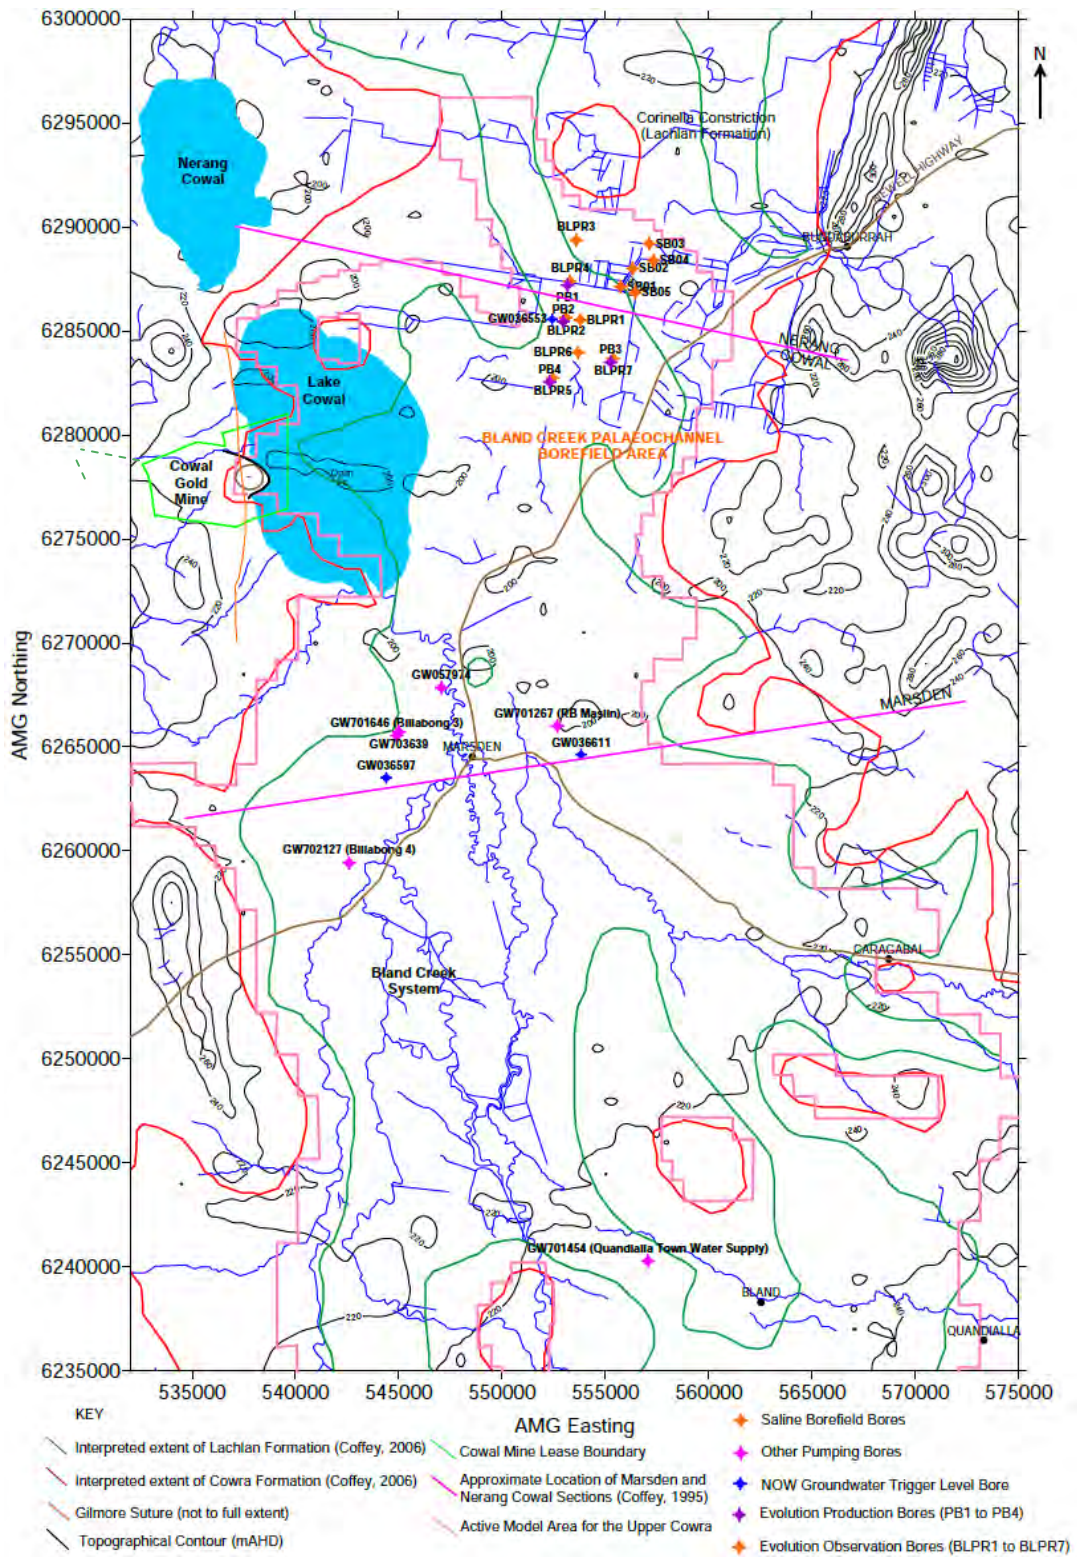 6300000
6295000
6290000
6285000
6280000
6275000
6270000
6265000
6260000
6255000
6250000
6245000
6240000
6235000
AMG Northing
N
220
Corinella Constriction
(Lachlan Formation)
Nerang
Cowal
HIGHWAY
BLPR3
SB03
SB04
SB02
BLPR4
SB01
SB05
PB1
PB2
GW036553
BLPR1
BLPR2
NERANG
COWAL
BLPR6
PB3
BLPR7
PB4
BLPR5
Lake
Cowal
BLAND CREEK PALAEOCHANNEL
BOREFIELD AREA
Cowal
Gold
Mine
GW057974
GW701267 (RB Maslin)
GW701646 (Billabong 3)
GW703639
MARSDEN
GW036611
GW036597
MARSDEN
GW702127 (Billabong 4)
CARAGABAL
Bland Creek
System
GW701454 (Quandialla Town Water Supply)
BLAND
QUANDIALLA
535000 540000 545000 550000 555000 560000 565000 570000 575000
AMG Easting
KEY
Interpreted extent of Lachlan Formation (Coffey, 2006)
Interpreted extent of Cowra Formation (Coffey, 2006)
Gilmore Suture (not to full extent)
Topographical Contour (mAHD)
Cowal Mine Lease Boundary
Approximate Location of Marsden and
Nerang Cowal Sections (Coffey, 1995)
Active Model Area for the Upper Cowra
Saline Borefield Bores
Other Pumping Bores
NOW Groundwater Trigger Level Bore
Evolution Production Bores (PB1 to PB4)
Evolution Observation Bores (BLPR1 to BLPR7)